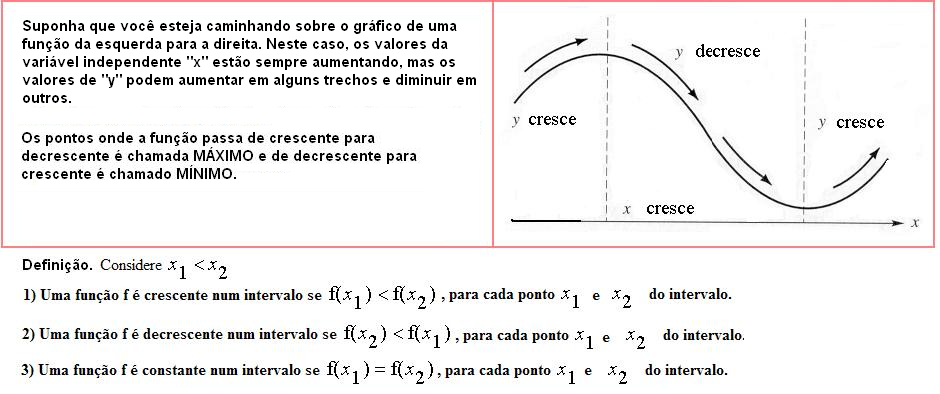 Suponha que você esteja caminhando sobre o gráfico de uma
função da esquerda para a direita. Neste caso, os valores da
variável independente "x" estão sempre aumentando, mas os
valores de "y" podem aumentar em alguns trechos e diminuir em
outros.
Os pontos onde a função passa de crescente para
decrescente é chamada MÁXIMO e de decrescente para
crescente é chamado MÍNIMO.
y decresce
y cresce
y cresce
x cresce
x
Definição. Considere x₁ < x₂
1) Uma função f é crescente num intervalo se f(x₁) < f(x₂) , para cada ponto x₁ e x₂ do intervalo.
2) Uma função f é decrescente num intervalo se f(x₂) < f(x₁) , para cada ponto x₁ e x₂ do intervalo.
3) Uma função f é constante num intervalo se f(x₁) = f(x₂) , para cada ponto x₁ e x₂ do intervalo.